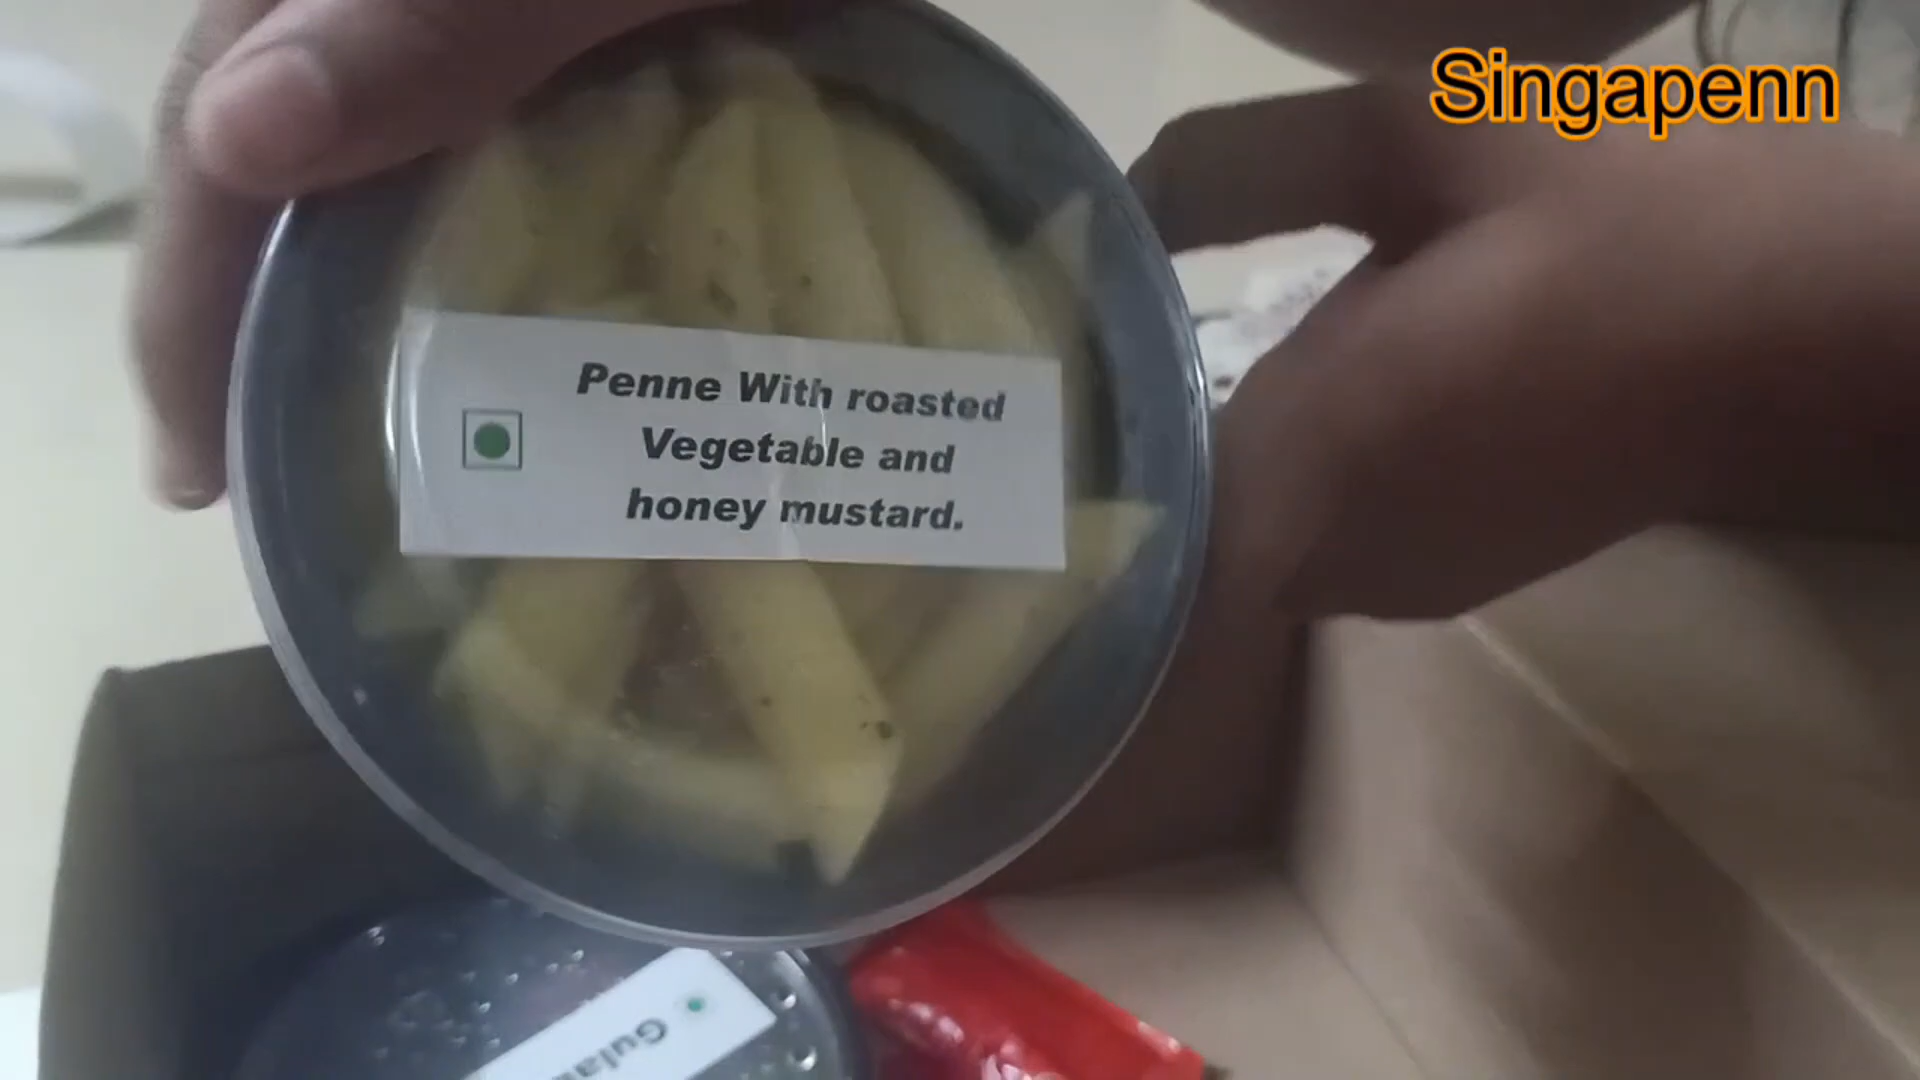 Singapenn
Penne With roasted
Vegetable and
honey mustard.